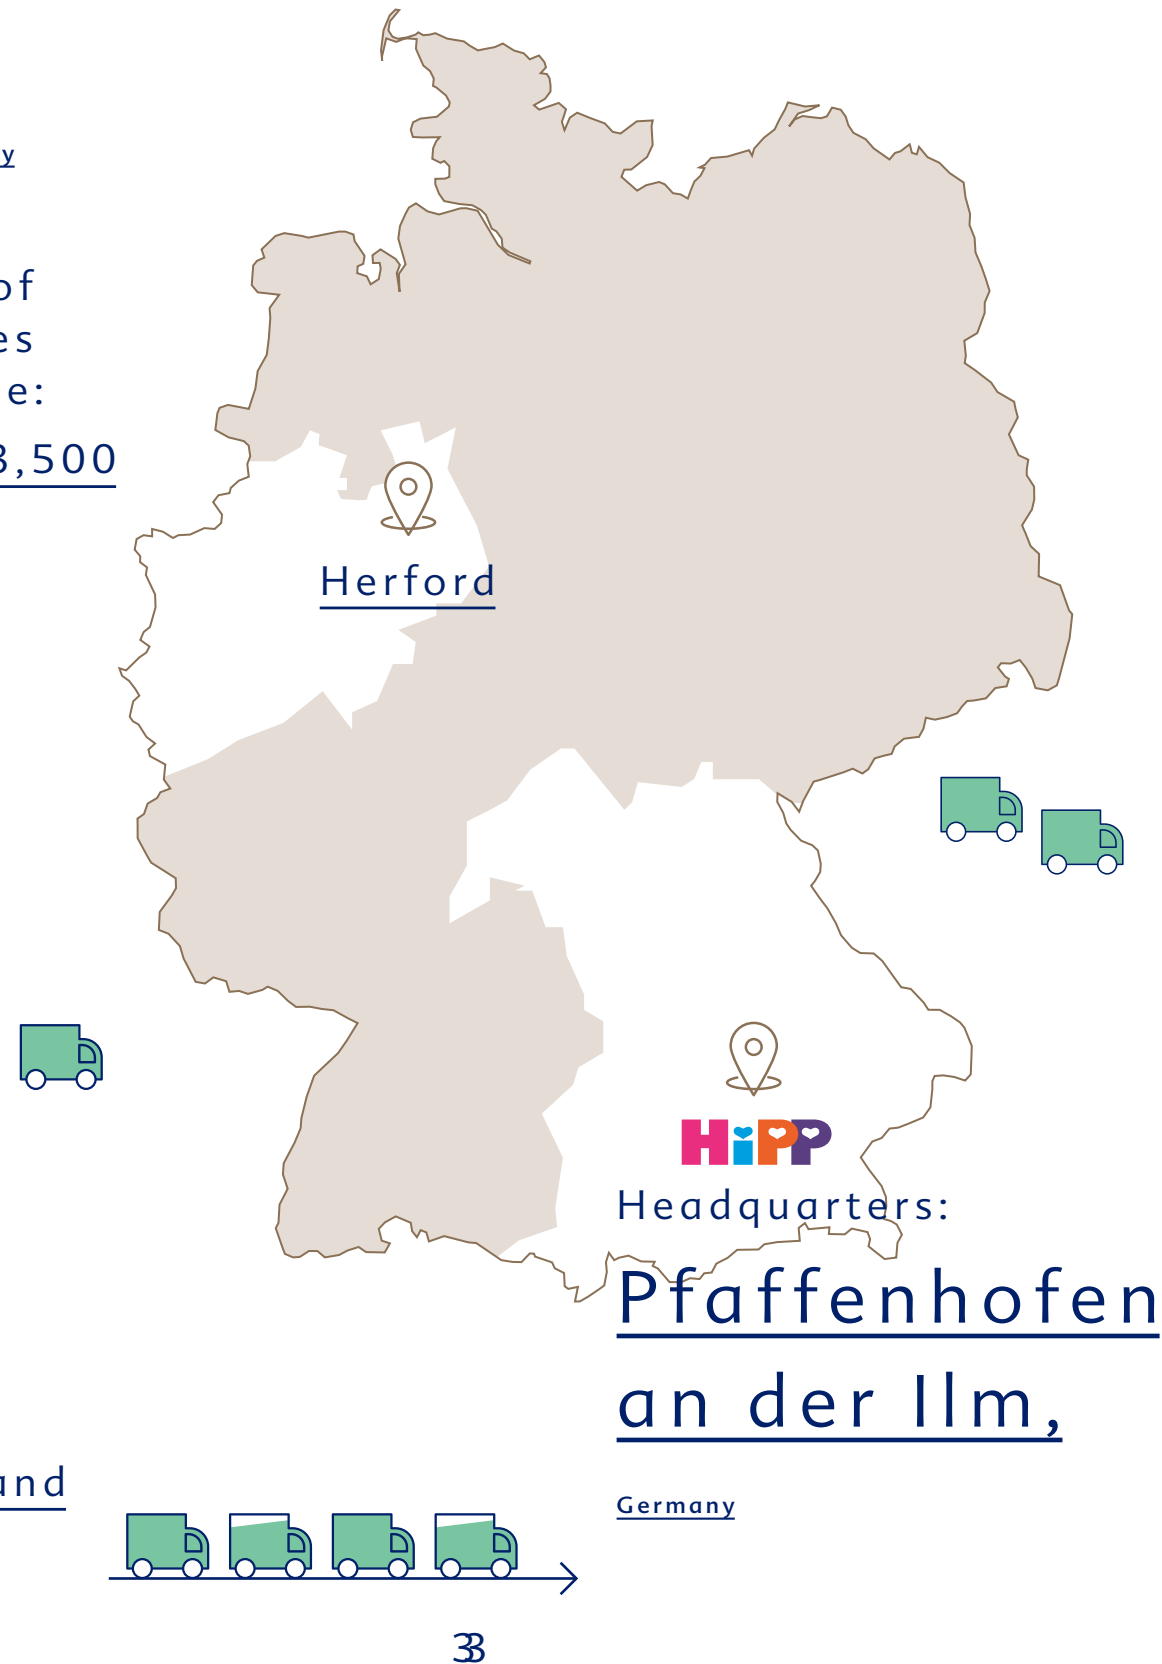 y
of
es
e:
3,500
Herford
HiPP
Headquarters:
Pfaffenhofen
an der Ilm,
Germany
and
33